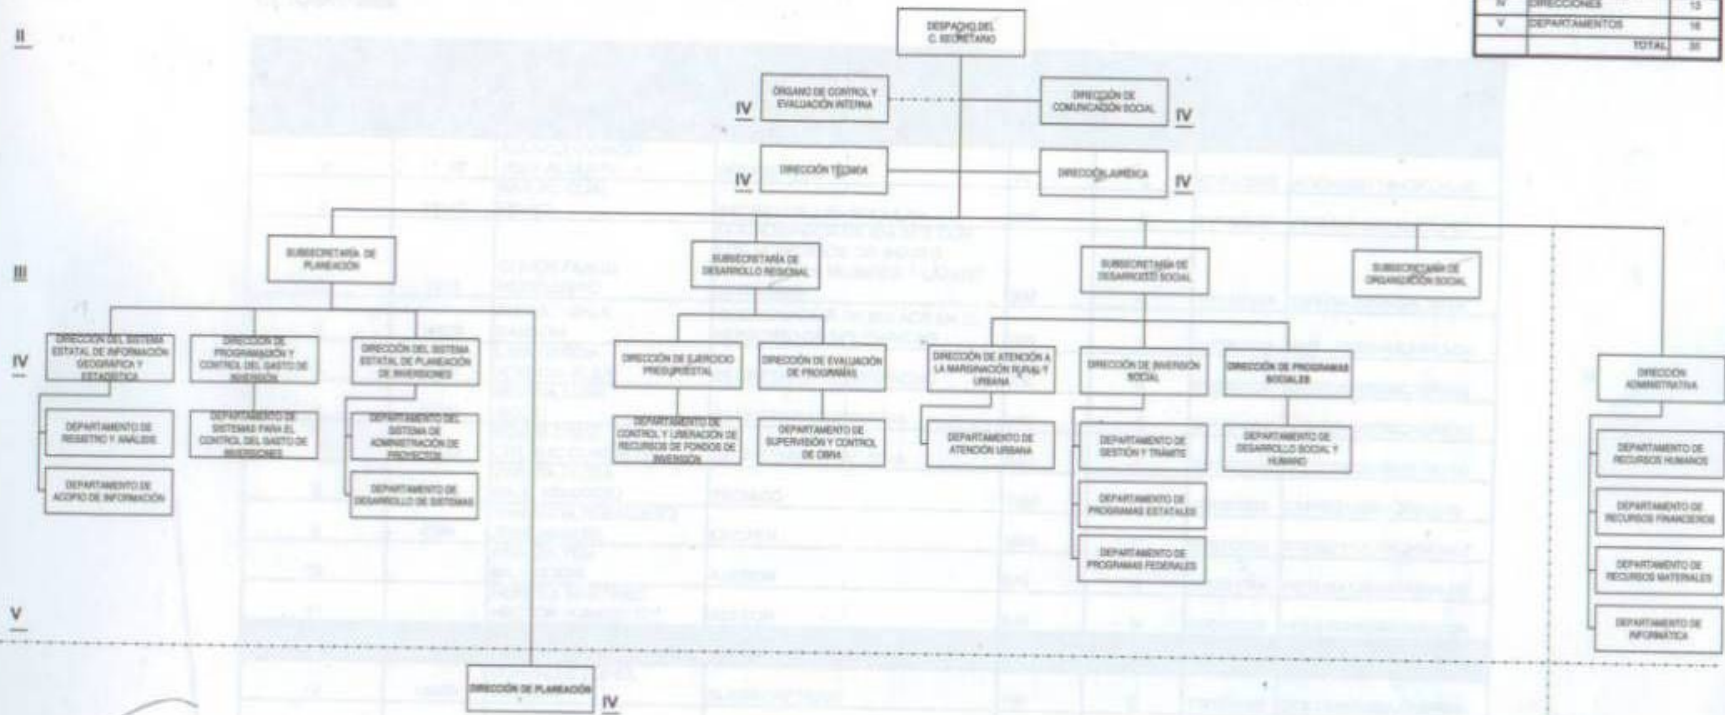 IV DIRECCIONES 13
V DEPARTAMENTOS 16
TOTAL
II
DESPACHO DEL
C. SECRETARIO
ÓRGANO DE CONTROL Y
EVALUACIÓN INTERNA
IV
DIRECCIÓN DE
COMUNICACIÓN SOCIAL
IV
DIRECCIÓN TÉCNICA
IV
DIRECCIÓN JURÍDICA
IV
III
SUBSECRETARÍA DE
PLANEACIÓN
SUBSECRETARÍA DE
DESARROLLO REGIONAL
SUBSECRETARÍA DE
DESARROLLO SOCIAL
SUBSECRETARÍA DE
ORGANIZACIÓN SOCIAL
IV
DIRECCIÓN DEL SISTEMA
ESTATAL DE INFORMACIÓN
GEOGRÁFICA Y
ESTADÍSTICA
DIRECCIÓN DE
PROGRAMACIÓN Y
CONTROL DEL GASTO DE
INVERSIÓN
DIRECCIÓN DEL SISTEMA
ESTATAL DE PLANEACIÓN
DE INVERSIONES
DIRECCIÓN DE EJERCICIO
PRESUPUESTAL
DIRECCIÓN DE EVALUACIÓN
DE PROGRAMAS
DIRECCIÓN DE ATENCIÓN A
LA MARGINACIÓN RURAL Y
URBANA
DIRECCIÓN DE INVERSIÓN
SOCIAL
DIRECCIÓN DE PROGRAMAS
SOCIALES
DIRECCIÓN
ADMINISTRATIVA
DEPARTAMENTO DE
REGISTRO Y ANÁLISIS
DEPARTAMENTO DE
SISTEMAS PARA EL
CONTROL DEL GASTO DE
INVERSIONES
DEPARTAMENTO DEL
SISTEMA DE
ADMINISTRACIÓN DE
PROYECTOS
DEPARTAMENTO DE
CONTROL Y LIBERACIÓN DE
RECURSOS DE FONDOS DE
INVERSIÓN
DEPARTAMENTO DE
SUPERVISIÓN Y CONTROL
DE OBRA
DEPARTAMENTO DE
ATENCIÓN URBANA
DEPARTAMENTO DE
GESTIÓN Y TRÁMITE
DEPARTAMENTO DE
DESARROLLO SOCIAL Y
HUMANO
DEPARTAMENTO DE
RECURSOS HUMANOS
DEPARTAMENTO DE
ACOPIO DE INFORMACIÓN
DEPARTAMENTO DE
DESARROLLO DE SISTEMAS
DEPARTAMENTO DE
PROGRAMAS ESTATALES
DEPARTAMENTO DE
RECURSOS FINANCIEROS
DEPARTAMENTO DE
PROGRAMAS FEDERALES
DEPARTAMENTO DE
RECURSOS MATERIALES
V
DEPARTAMENTO DE
INFORMÁTICA
DIRECCIÓN DE PLANEACIÓN
IV